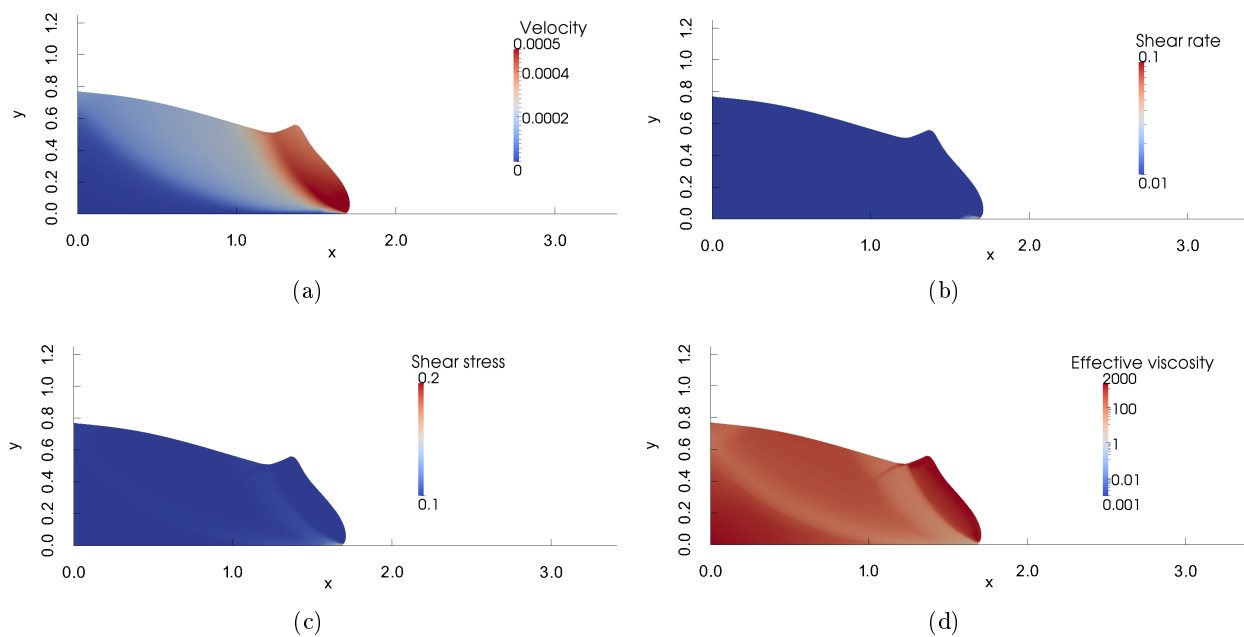 Velocity
0.0005
0.0004
0.0002
0
y
0.0 0.2 0.4 0.6 0.8 1.0 1.2
0.0 1.0 2.0 3.0
x
(a)
Shear rate
0.1
0.01
y
0.0 0.2 0.4 0.6 0.8 1.0 1.2
0.0 1.0 2.0 3.0
x
(b)
Shear stress
0.2
0.1
y
0.0 0.2 0.4 0.6 0.8 1.0 1.2
0.0 1.0 2.0 3.0
x
(c)
Effective viscosity
2000
100
1
0.01
0.001
y
0.0 0.2 0.4 0.6 0.8 1.0 1.2
0.0 1.0 2.0 3.0
x
(d)